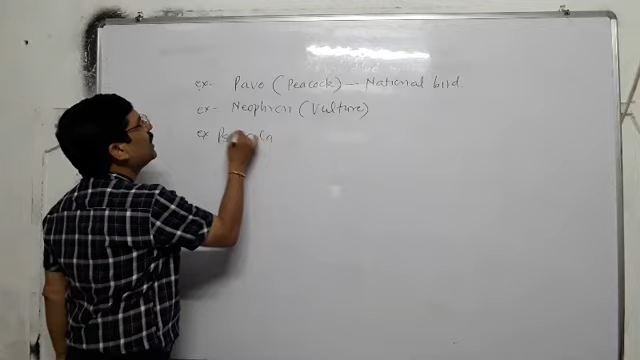 ex- Pavo (Peacock) - National bird.
ex- Neophron (Vulture)
ex